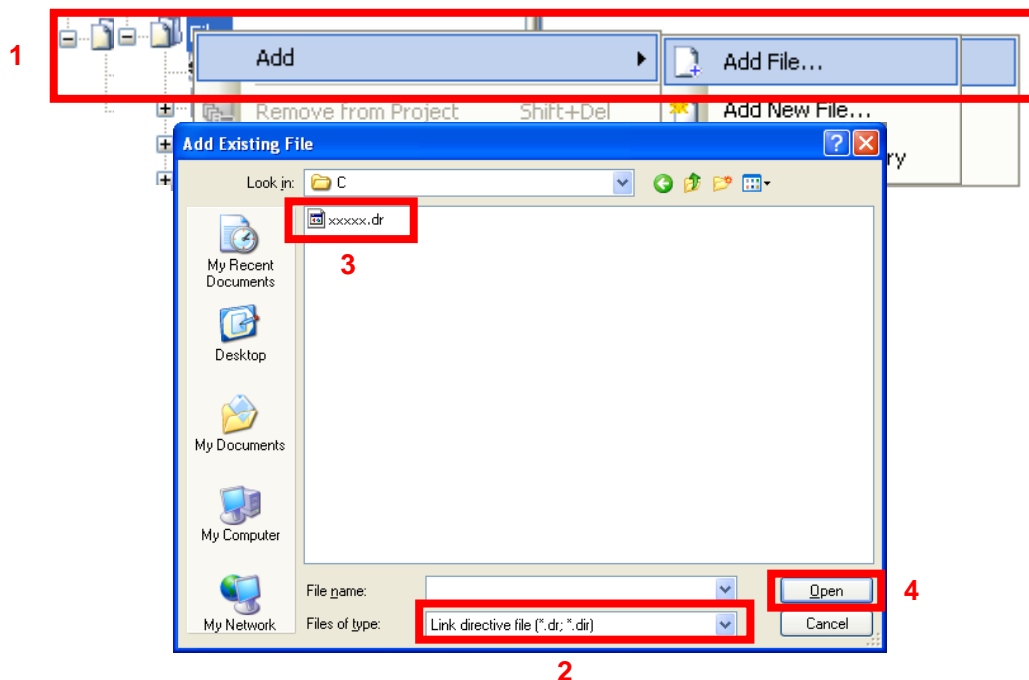 1
Add
Add File...
Remove from Project Shift+Del
Add New File...
Add Existing File
ry
Look in:
C
xxxxx.dr
3
My Recent
Documents
Desktop
My Documents
My Computer
My Network
File name:
Open
4
Files of type:
Link directive file (*.dr; *.dir)
Cancel
2